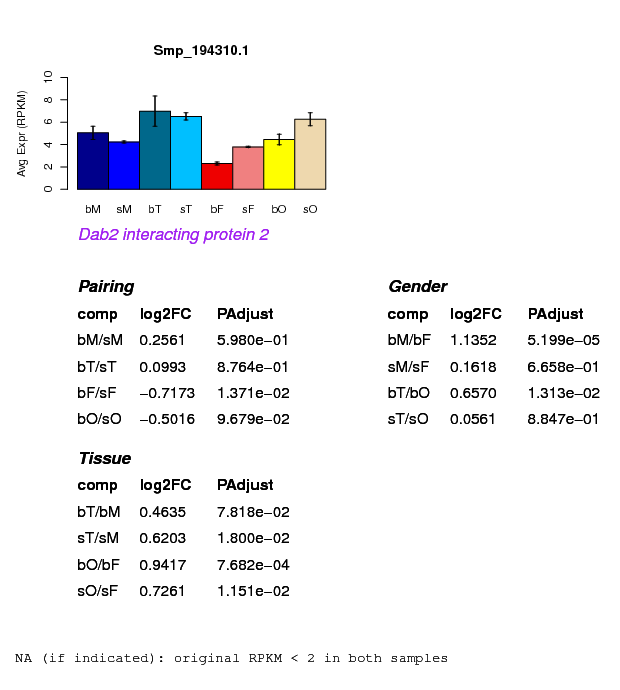 Smp_194310.1
Avg Expr (RPKM)
0 2 4 6 8 10
bM sM bT sT bF sF bO sO
Dab2 interacting protein 2
Pairing
comp log2FC PAdjust
bM/sM 0.2561 5.980e−01
bT/sT 0.0993 8.764e−01
bF/sF −0.7173 1.371e−02
bO/sO −0.5016 9.679e−02
Gender
comp log2FC PAdjust
bM/bF 1.1352 5.199e−05
sM/sF 0.1618 6.658e−01
bT/bO 0.6570 1.313e−02
sT/sO 0.0561 8.847e−01
Tissue
comp log2FC PAdjust
bT/bM 0.4635 7.818e−02
sT/sM 0.6203 1.800e−02
bO/bF 0.9417 7.682e−04
sO/sF 0.7261 1.151e−02
NA (if indicated): original RPKM < 2 in both samples